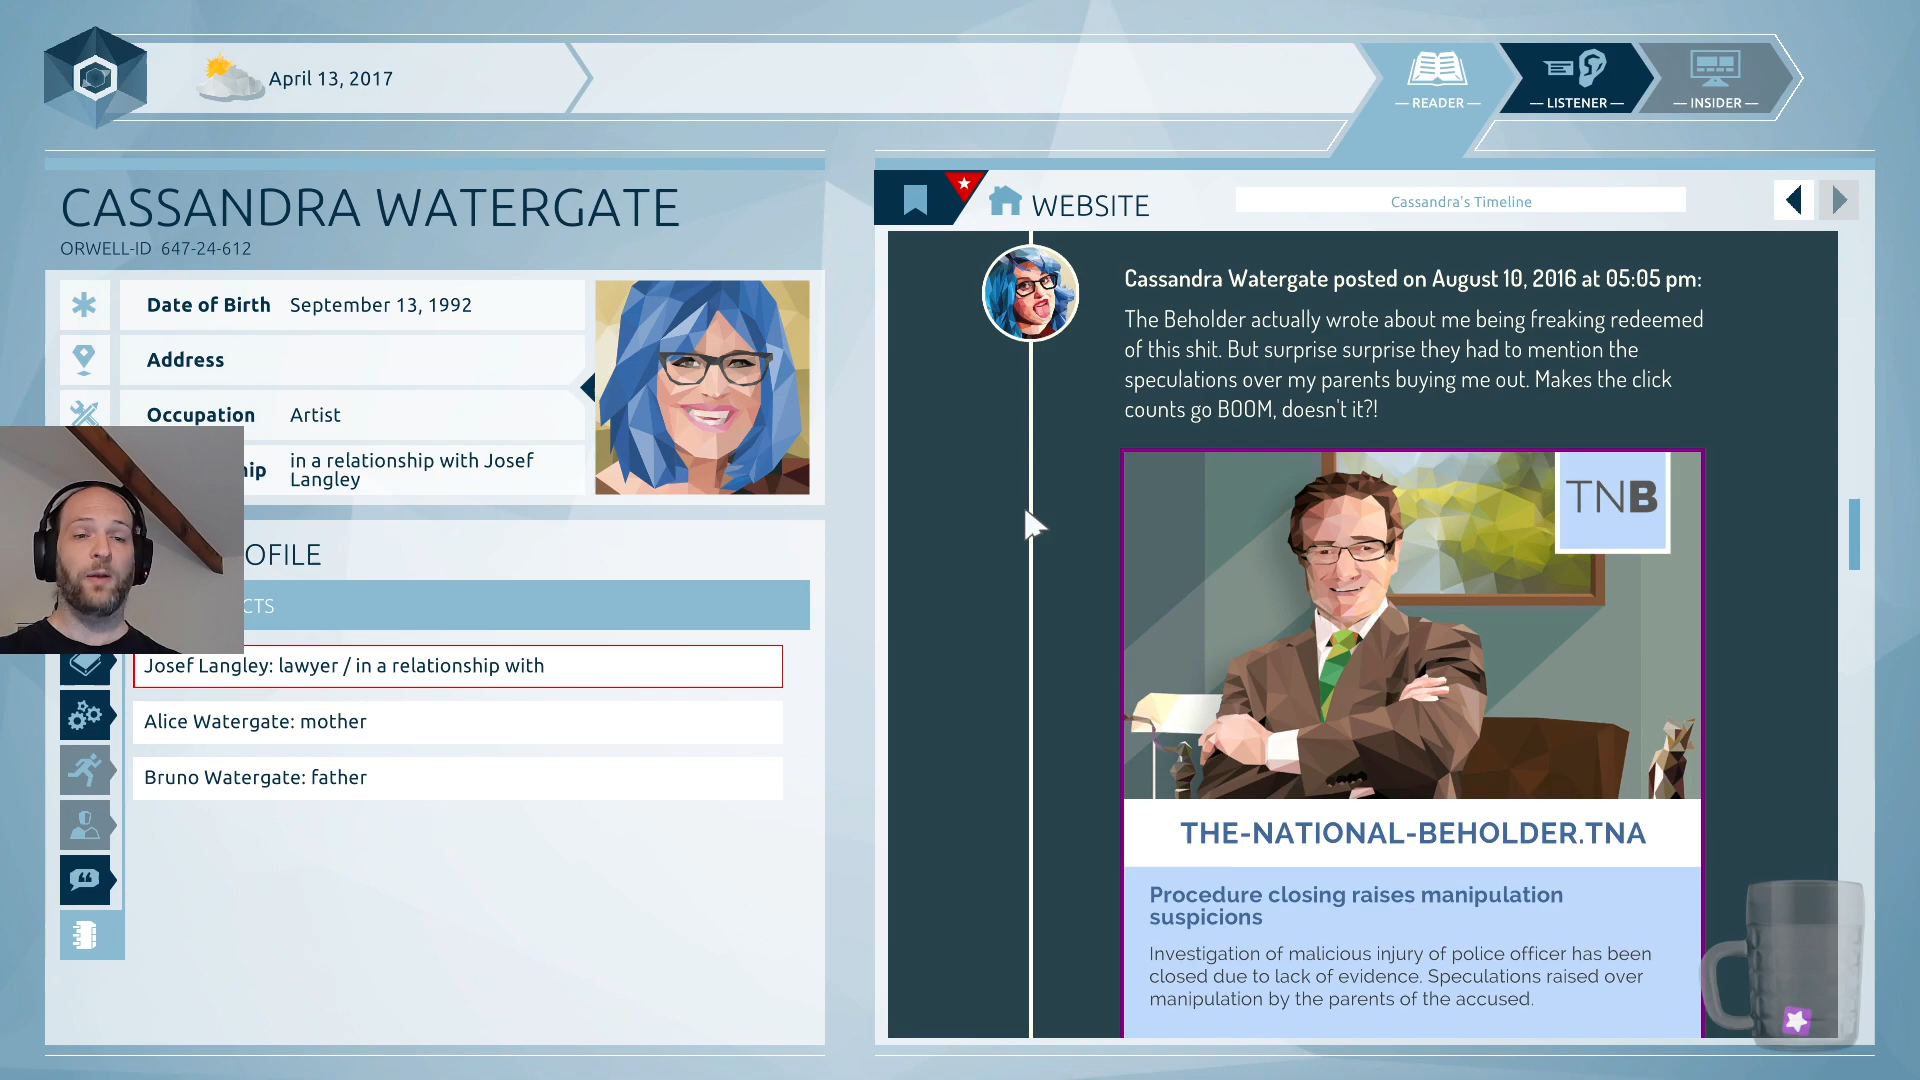 April 13, 2017
READER
LISTENER
INSIDER
CASSANDRA WATERGATE
ORWELL-ID 647-24-612
Date of Birth September 13, 1992
Address
Occupation Artist
in a relationship with Josef
Langley
Josef Langley: lawyer / in a relationship with
Alice Watergate: mother
Bruno Watergate: father
WEBSITE
Cassandra's Timeline
Cassandra Watergate posted on August 10, 2016 at 05:05 pm:
The Beholder actually wrote about me being freaking redeemed
of this shit. But surprise surprise they had to mention the
speculations over my parents buying me out. Makes the click
counts go BOOM, doesn't it?!
TNB
THE-NATIONAL-BEHOLDER.TNA
Procedure closing raises manipulation
suspicions
Investigation of malicious injury of police officer has been
closed due to lack of evidence. Speculations raised over
manipulation by the parents of the accused.